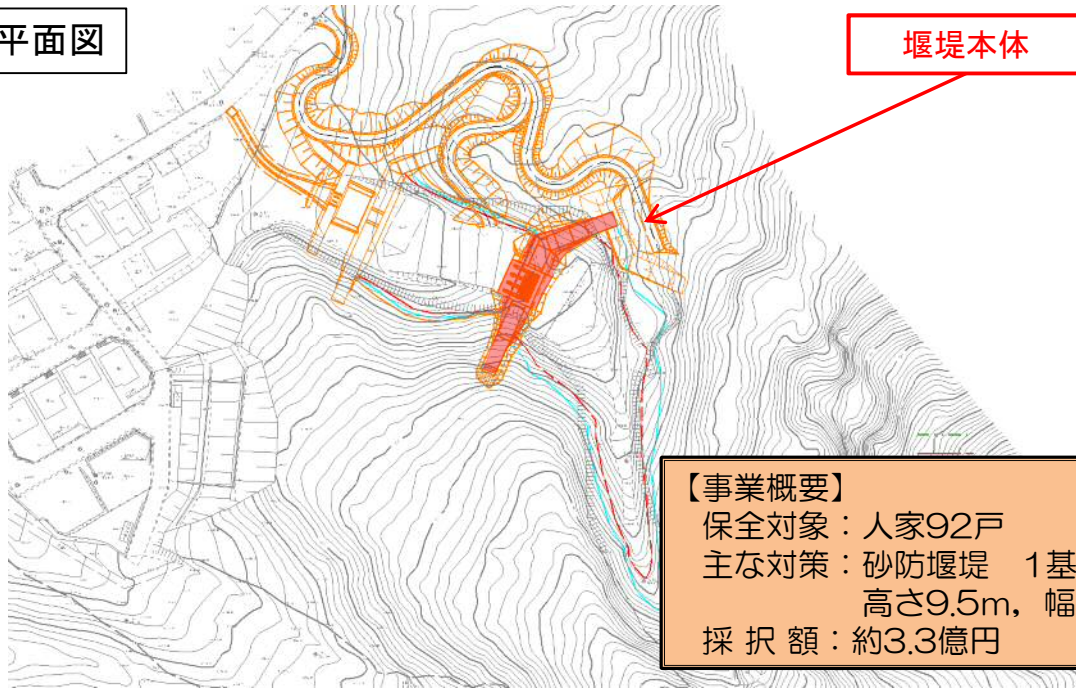 平面図
堰堤本体
【事業概要】
保全対象：人家92戸
主な対策：砂防堰堤　1基
高さ9.5m，幅
採 択 額：約3.3億円